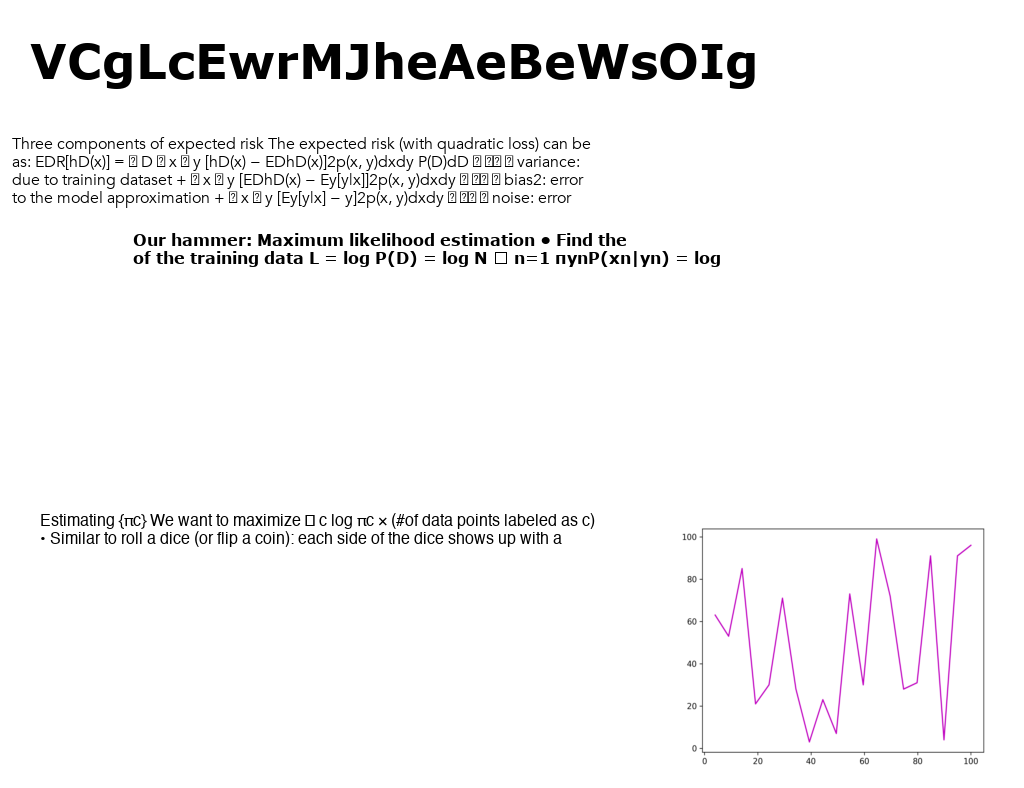 VCgLcEwrMJheAeBeWsOIg
Three components of expected risk The expected risk (with quadratic loss) can be
as: EDR[hD(x)] = � D � x � y [hD(x) − EDhD(x)]2p(x, y)dxdy P(D)dD � ��� � variance:
due to training dataset + � x � y [EDhD(x) − Ey[y|x]]2p(x, y)dxdy � ��� � bias2: error
to the model approximation + � x � y [Ey[y|x] − y]2p(x, y)dxdy � ��� � noise: error
Our hammer: Maximum likelihood estimation • Find the
of the training data L = log P(D) = log N □ n=1 πynP(xn|yn) = log
Estimating {πc} We want to maximize □ c log πc × (#of data points labeled as c)
• Similar to roll a dice (or flip a coin): each side of the dice shows up with a
100
80
60
40
20
0
0 20 40 60 80 100